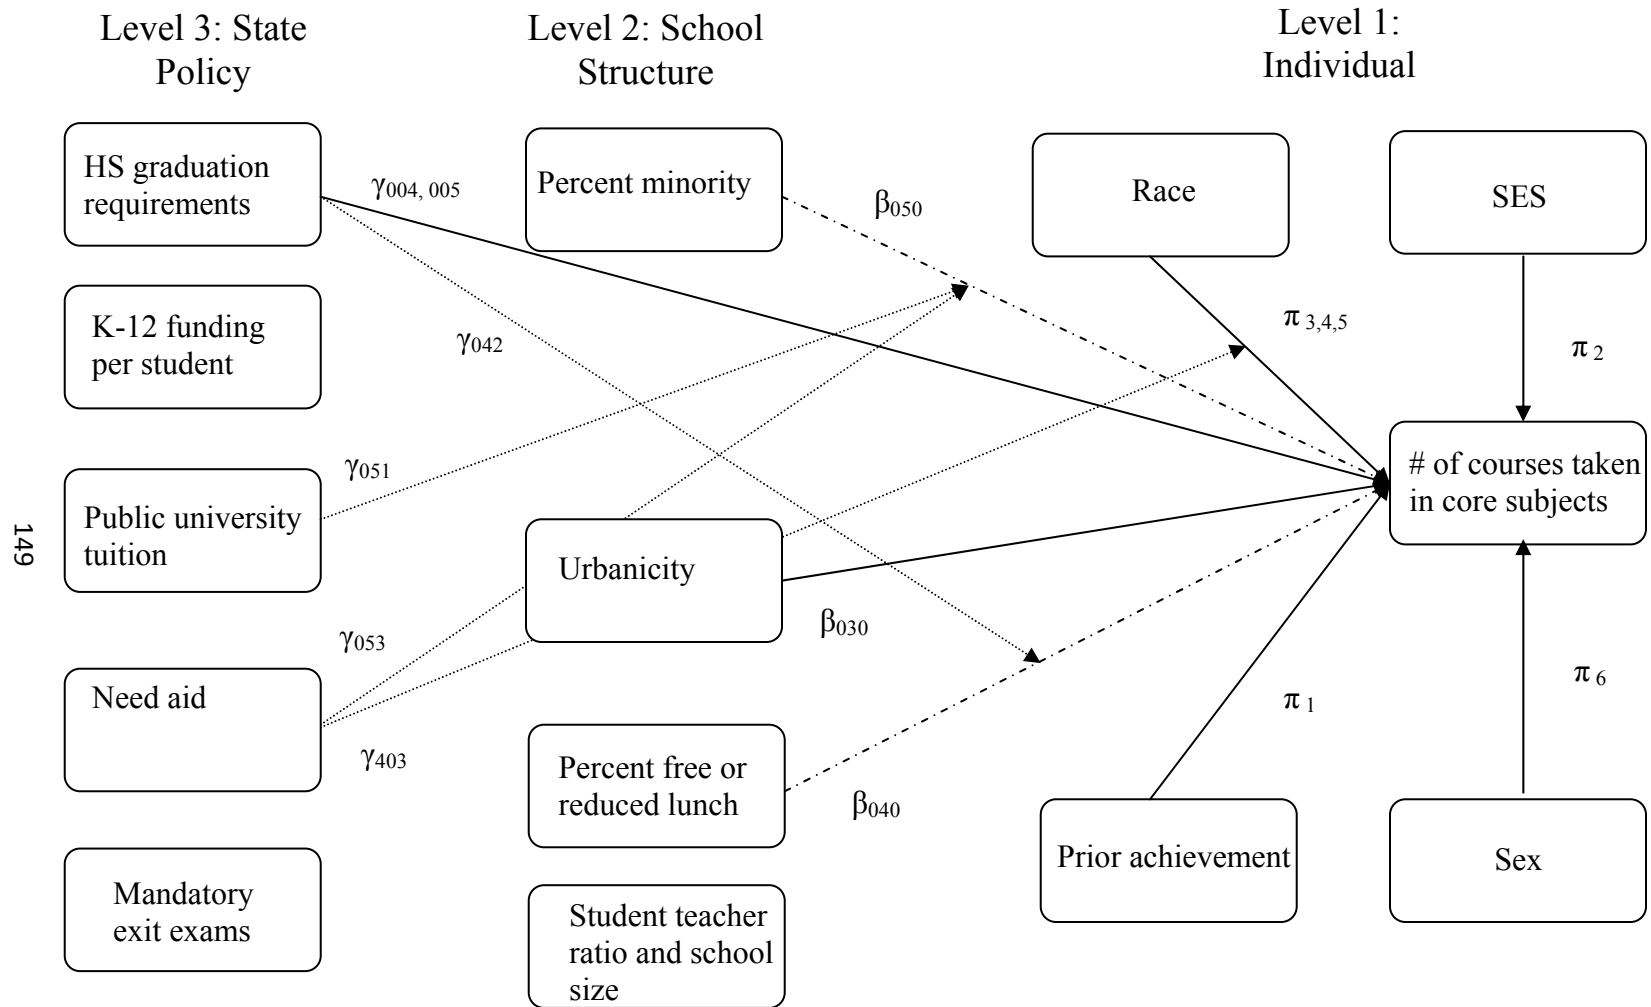 Level 3: State
Policy
Level 2: School
Structure
Level 1:
Individual
HS graduation
requirements
K-12 funding
per student
Public university
tuition
Need aid
Mandatory
exit exams
γ004, 005
γ042
γ051
γ053
γ403
Percent minority
Urbanicity
Percent free or
reduced lunch
Student teacher
ratio and school
size
β050
β030
β040
Race
π 3,4,5
Prior achievement
π 1
SES
π 2
# of courses taken
in core subjects
π 6
Sex
149